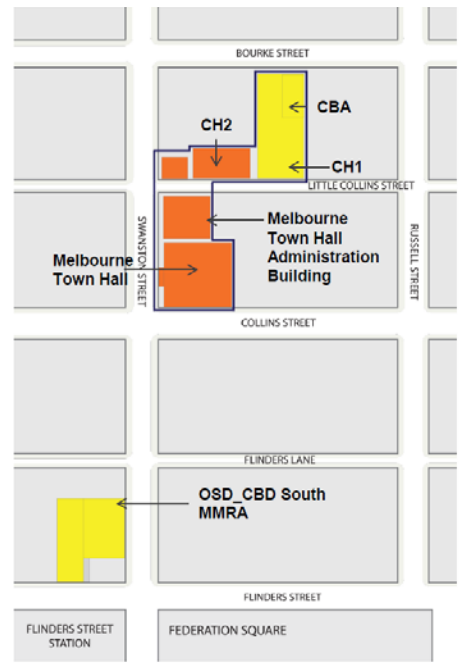 BOURKE STREET
CBA
CH2
CH1
LITTLE COLLINS STREET
SWANSTON STREET
Melbourne
Town Hall
Administration
Building
RUSSELL STREET
Melbourne
Town Hall
COLLINS STREET
FLINDERS LANE
OSD_CBD South
MMRA
FLINDERS STREET
FLINDERS STREET
STATION
FEDERATION SQUARE